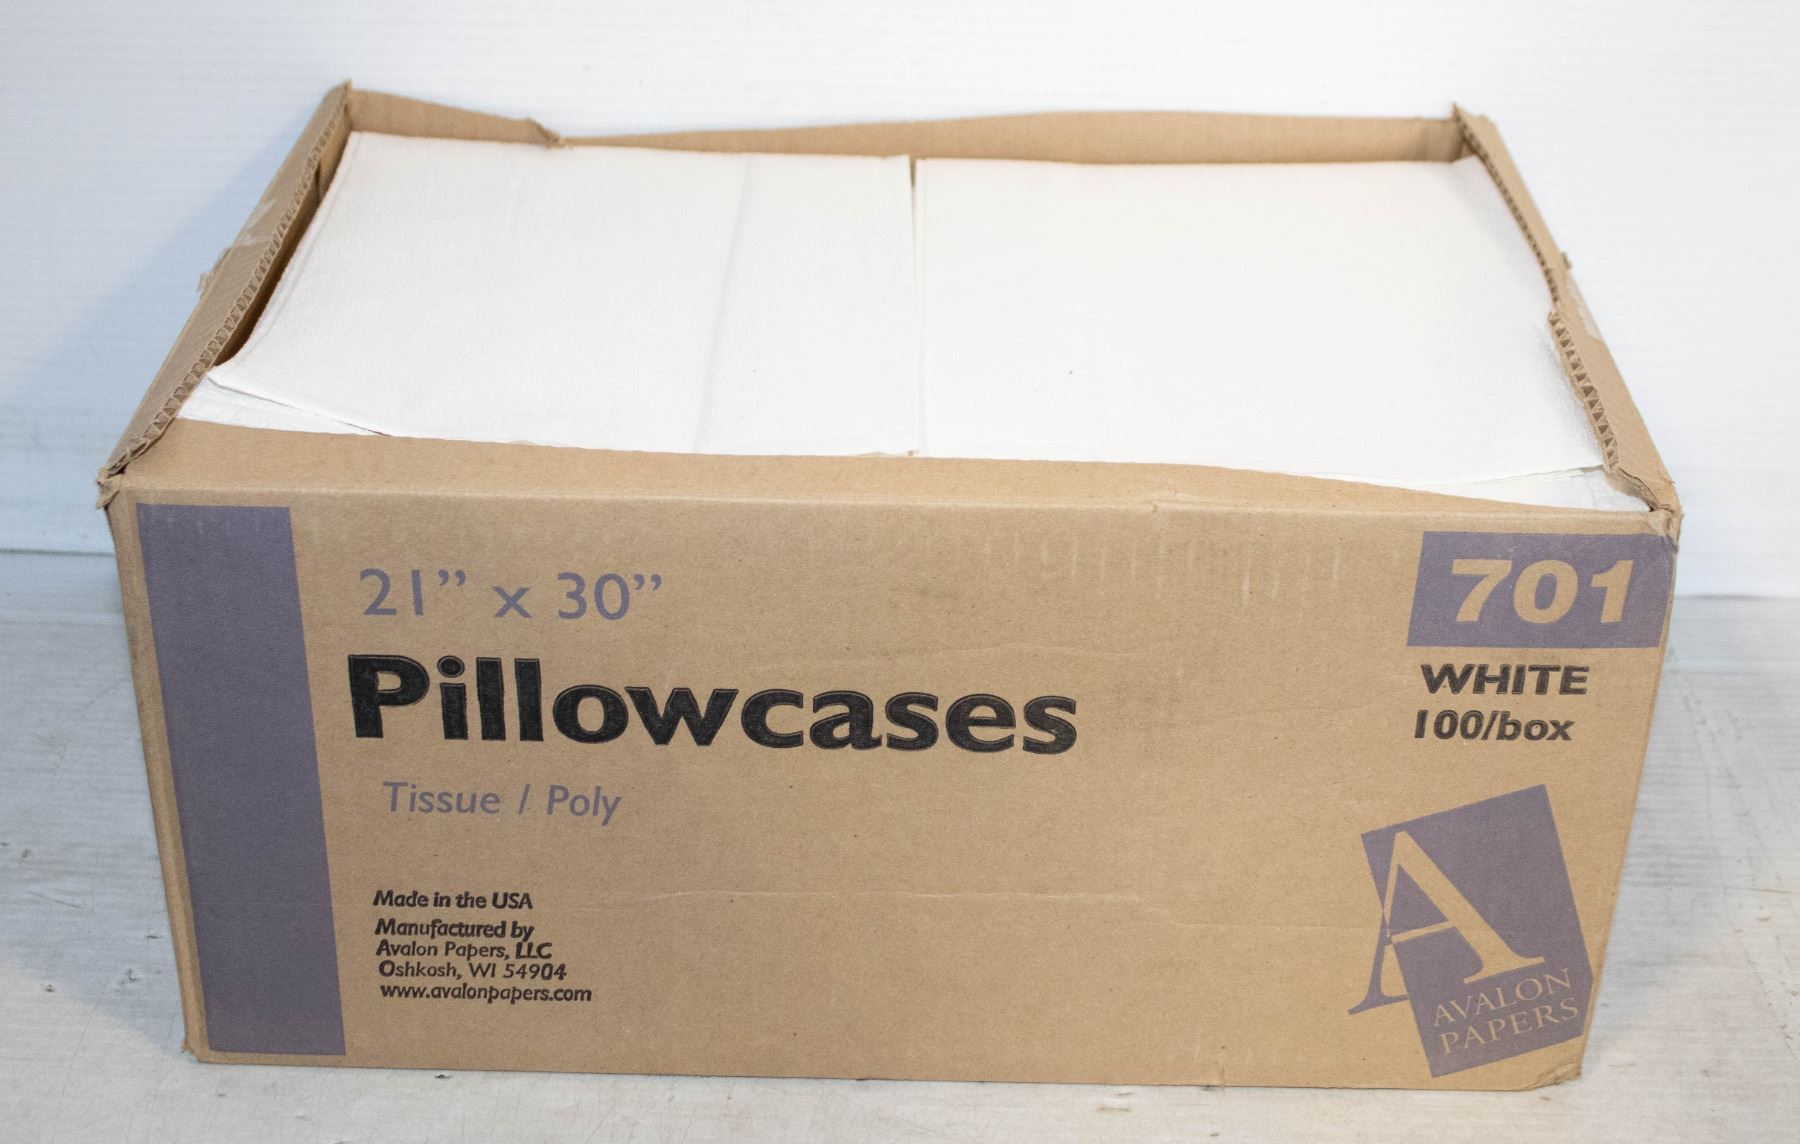 21” x 30”
Pillowcases
Tissue / Poly
Made in the USA
Manufactured by
Avalon Papers, LLC
Oshkosh, WI 54904
www.avalonpapers.com
701
WHITE
100/box
A
AVALON
PAPERS